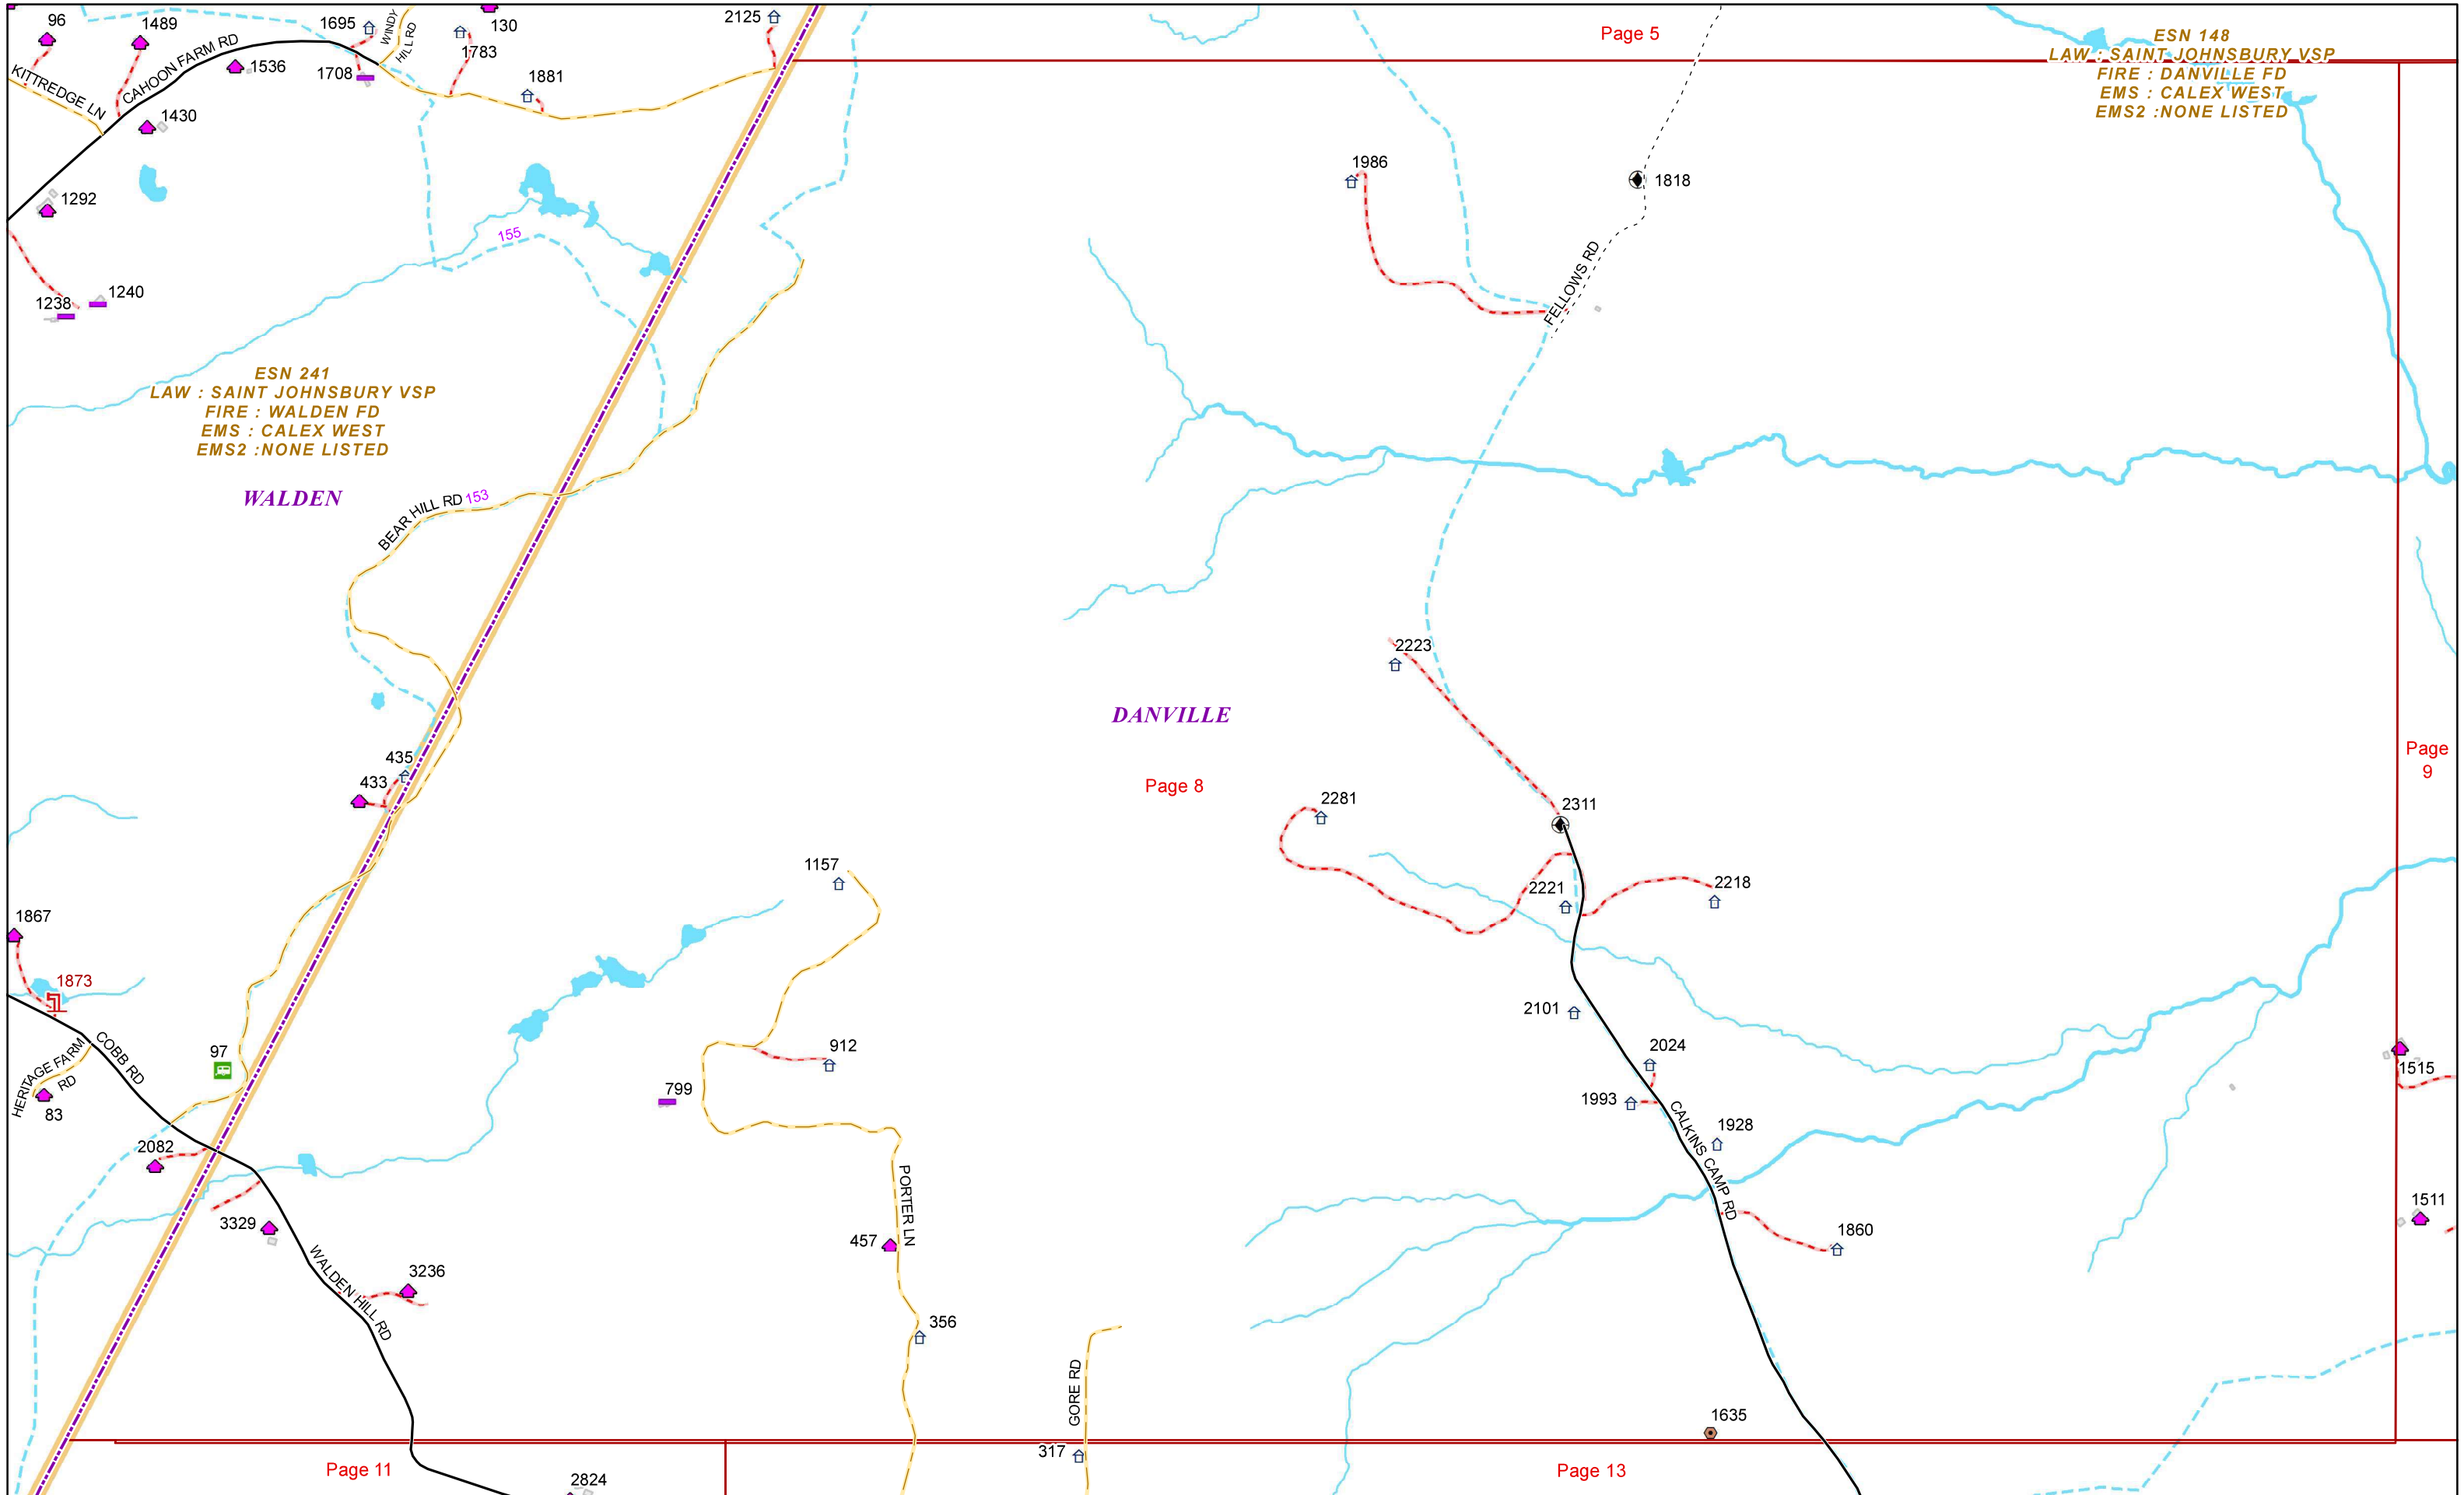 96
1489
1695
WINDY
HILL RD
130
2125
Page 5
ESN 148
LAW : SAINT JOHNSBURY VSP
FIRE : DANVILLE FD
EMS : CALEX WEST
EMS2 :NONE LISTED
KITTREDGE LN
CAHOON FARM RD
1536
1708
1783
1881
1430
1986
1818
1292
155
FELLOWS RD
1238
1240
ESN 241
LAW : SAINT JOHNSBURY VSP
FIRE : WALDEN FD
EMS : CALEX WEST
EMS2 :NONE LISTED
WALDEN
BEAR HILL RD
153
2223
DANVILLE
Page
9
435
433
Page 8
2281
2311
1157
2221
2218
1867
1873
2101
COBB RD
HERITAGE FARM
RD
97
912
2024
799
1993
1515
83
CALKINS CAMP RD
1928
2082
PORTER LN
3329
457
1511
1860
WALDEN HILL RD
3236
356
GORE RD
1635
317
Page 11
Page 13
2824